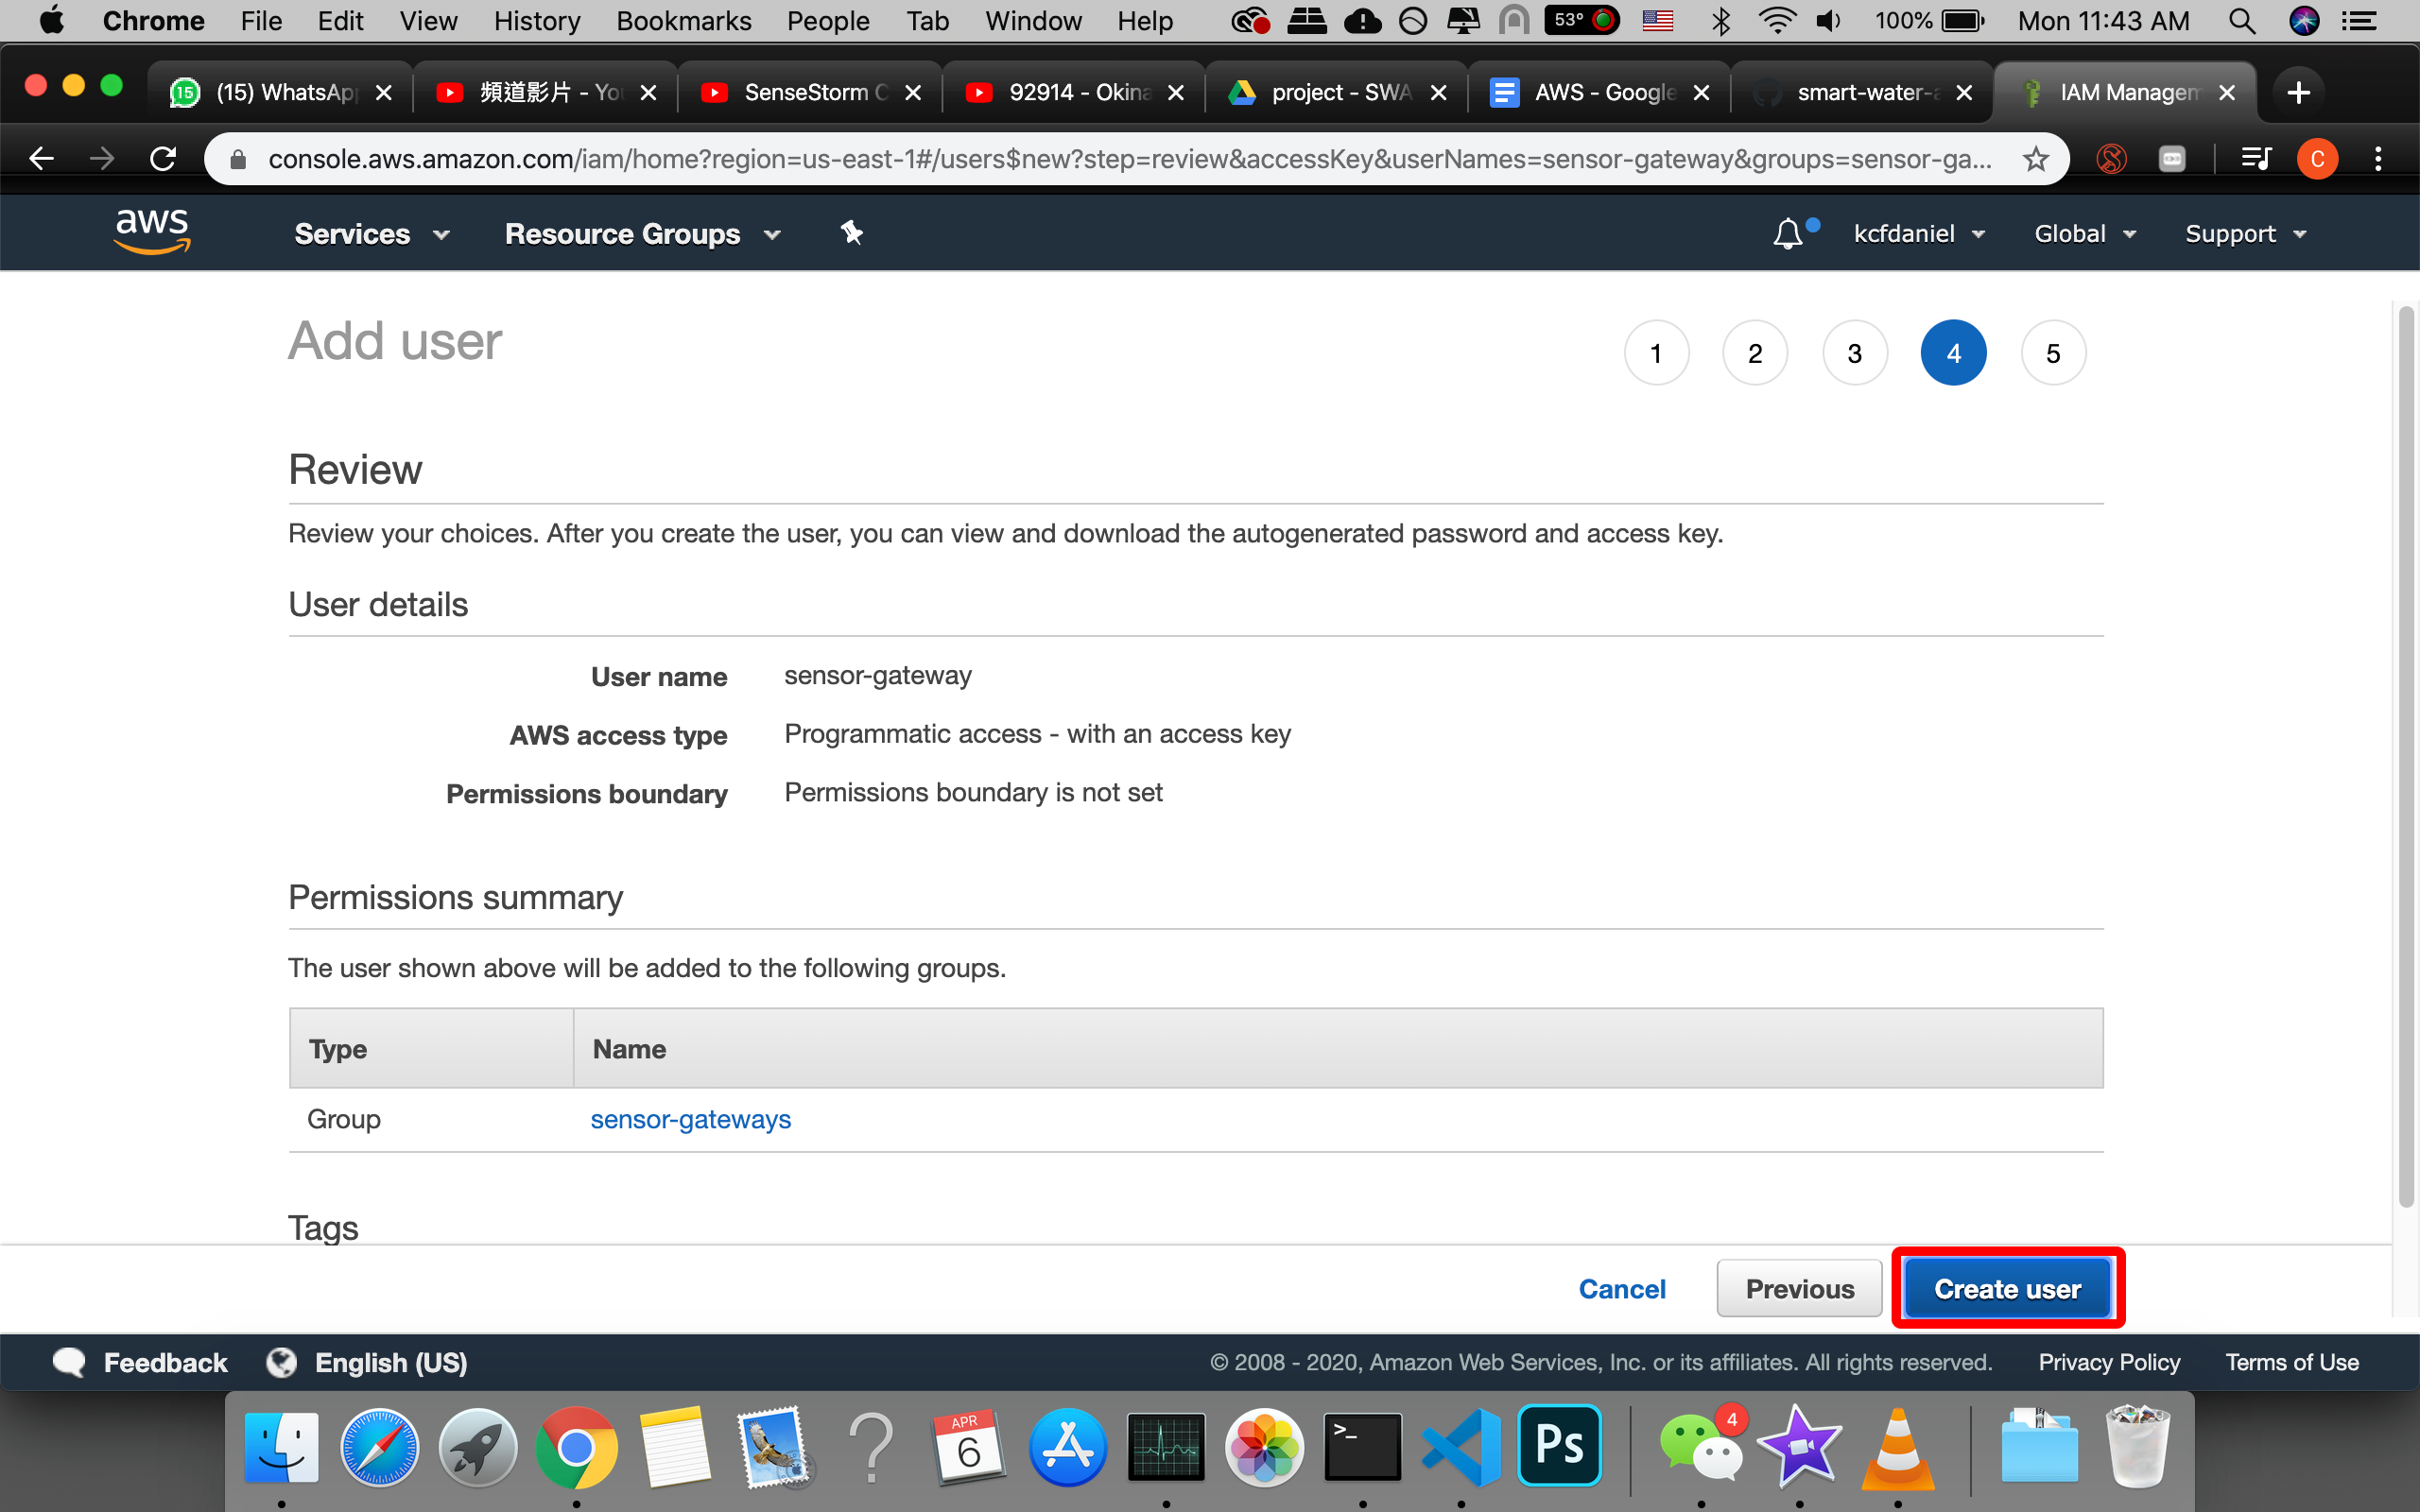 Chrome File Edit View History Bookmarks People Tab Window Help 53° 100% Mon 11:43 AM
15 (15) WhatsApp 頻道影片 - You SenseStorm C 92914 - Okina project - SWA AWS - Google smart-water-a IAM Managem
console.aws.amazon.com/iam/home?region=us-east-1#/users$new?step=review&accessKey&userNames=sensor-gateway&groups=sensor-ga... C
aws Services Resource Groups kcfdaniel Global Support
Add user 1 2 3 4 5
Review
Review your choices. After you create the user, you can view and download the autogenerated password and access key.
User details
User name sensor-gateway
AWS access type Programmatic access - with an access key
Permissions boundary Permissions boundary is not set
Permissions summary
The user shown above will be added to the following groups.
Type Name
Group sensor-gateways
Tags
Cancel Previous Create user
Feedback English (US) © 2008 - 2020, Amazon Web Services, Inc. or its affiliates. All rights reserved. Privacy Policy Terms of Use
APR 6 >_ Ps 4